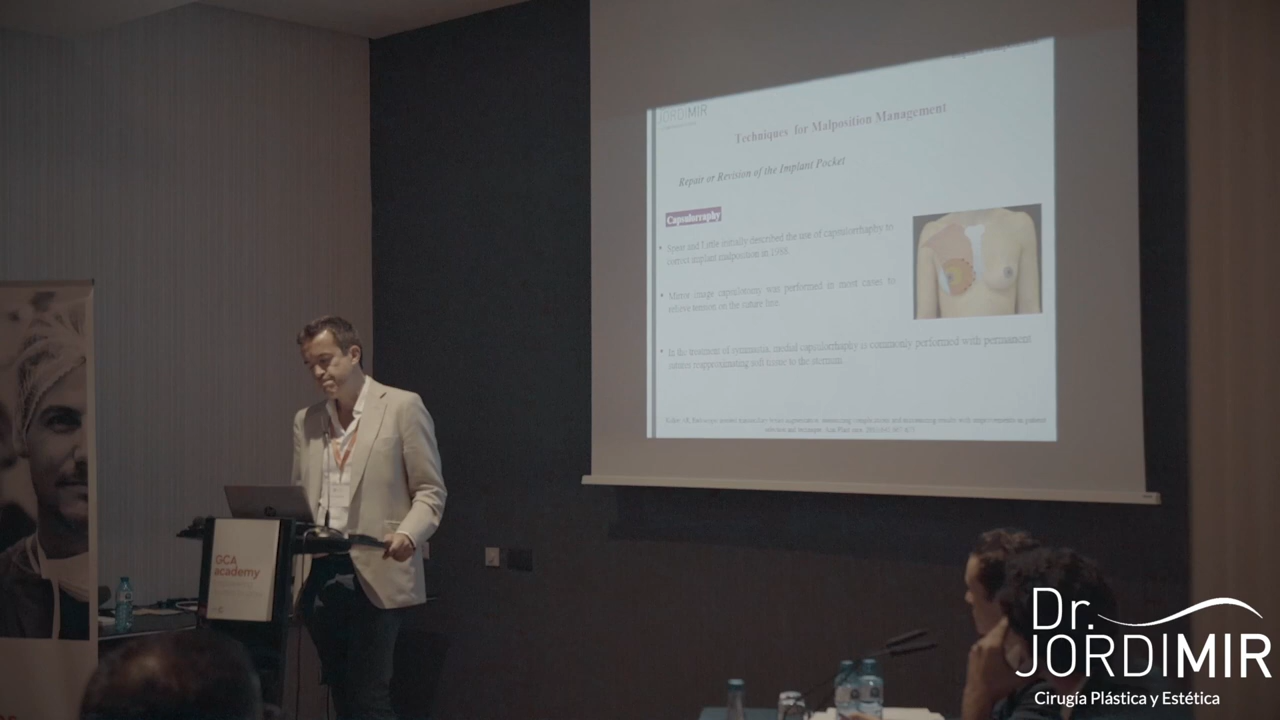 JORDIMIR
Techniques for Malposition Management
Repair or Revision of the Implant Pocket
Capsulorraphy
• Spear and Little initially described the use of capsulorrhaphy to
correct implant malposition in 1988.
• Mirror image capsulotomy was performed in most cases to
relieve tension on the suture line.
• In the treatment of symmastia, medial capsulorrhaphy is commonly performed with permanent
sutures reapproximating soft tissue to the sternum.
GCA
academy
Dr.
JORDIMIR
Cirugía Plástica y Estética